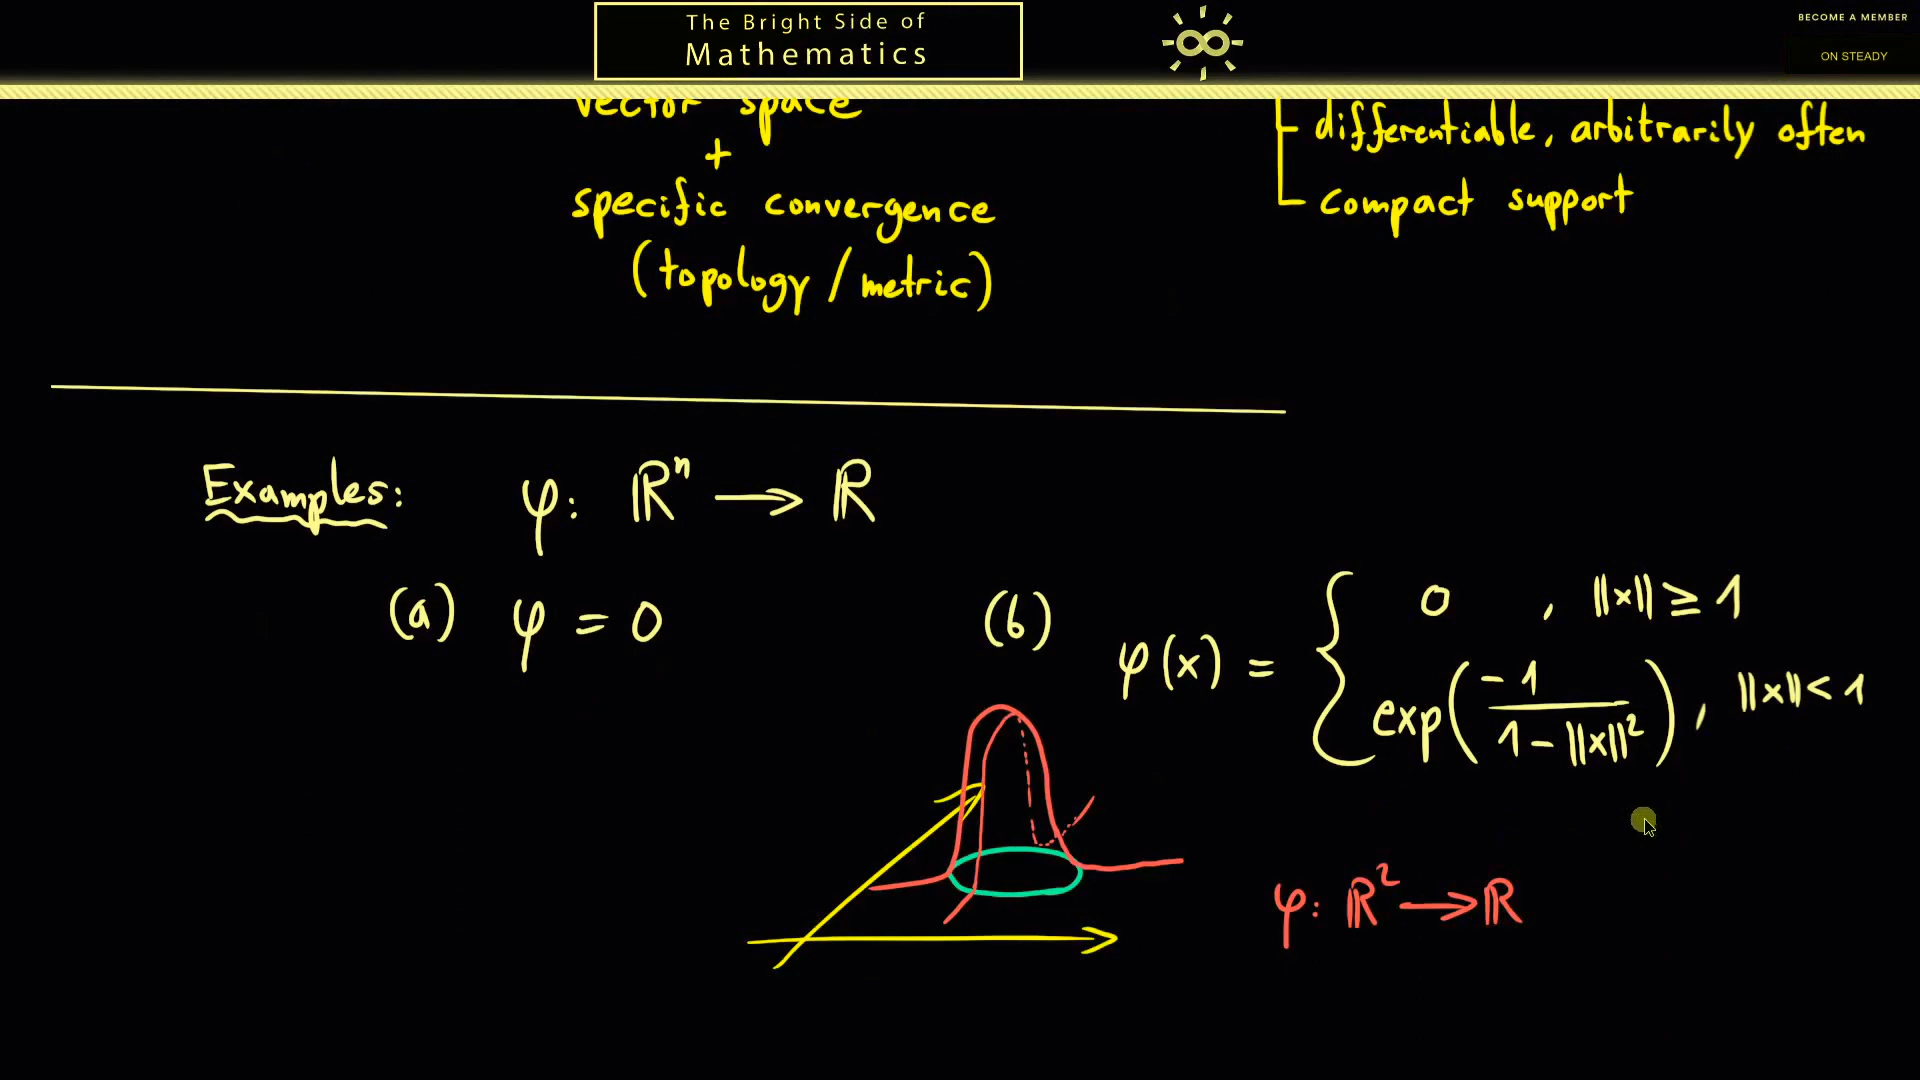 The Bright Side of
Mathematics
BECOME A MEMBER
ON STEADY
vector space
+
specific convergence
(topology / metric)
differentiable, arbitrarily often
compact support
Examples: φ: ℝⁿ ⟶ ℝ
(a) φ = 0
(b) φ(x) = { 0 , ||x|| ≥ 1
exp(-1 / (1 - ||x||²)), ||x|| < 1
φ: ℝ² ⟶ ℝ